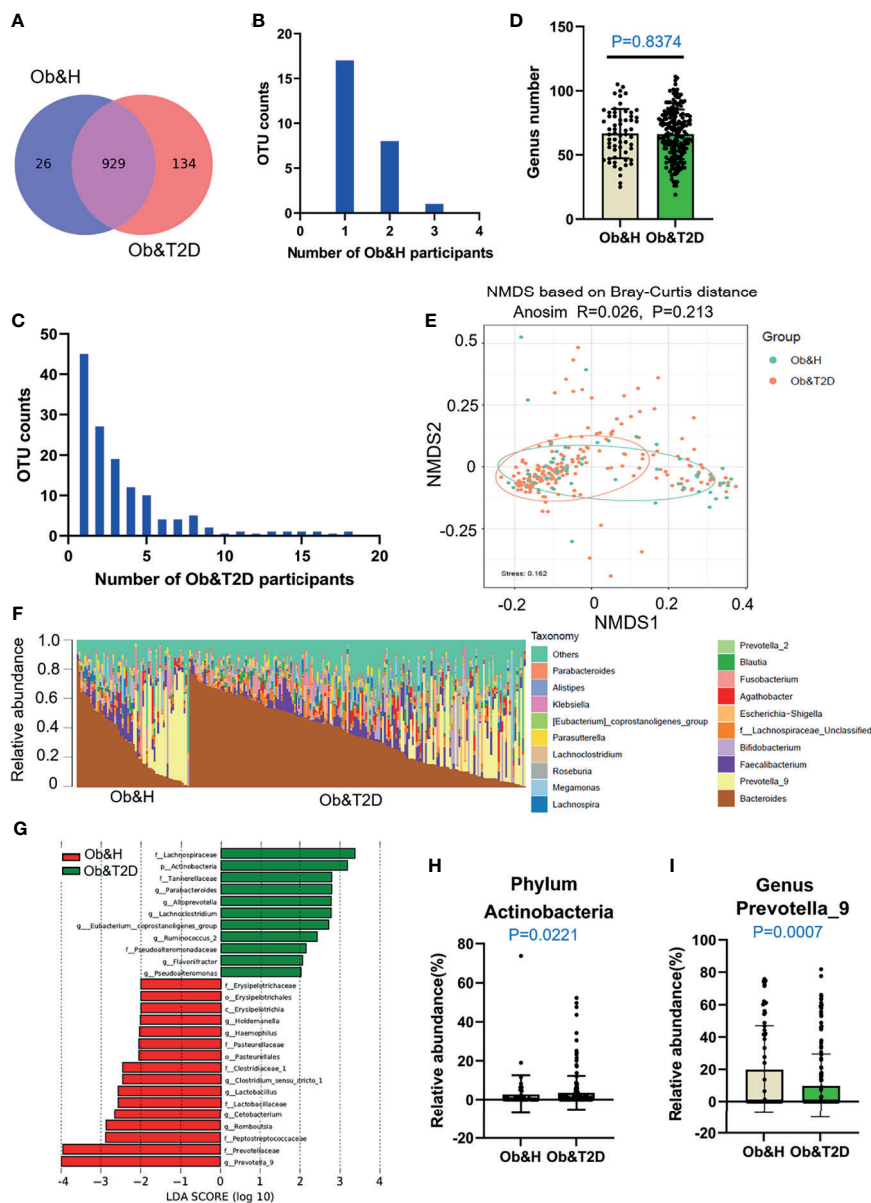 A
Ob&H
26
929
134
Ob&T2D
B
OTU counts
20
15
10
5
0
0
1
2
3
4
Number of Ob&H participants
D
P=0.8374
Genus number
150
100
50
0
Ob&H
Ob&T2D
C
OTU counts
50
40
30
20
10
0
0
5
10
15
20
Number of Ob&T2D participants
E
NMDS based on Bray-Curtis distance
Anosim R=0.026, P=0.213
NMDS2
0.5
0.25
0
-0.25
Stress: 0.162
-0.2
0
0.2
0.4
NMDS1
Group
Ob&H
Ob&T2D
F
Relative abundance
1.0
0.8
0.6
0.4
0.2
0
Ob&H
Ob&T2D
Taxonomy
Others
Parabacteroides
Alistipes
Klebsiella
[Eubacterium]_coprostanoligenes_group
Parasutterella
Lachnoclostridium
Roseburia
Megamonas
Lachnospira
Prevotella_2
Blautia
Fusobacterium
Agathobacter
Escherichia−Shigella
f__Lachnospiraceae_Unclassified
Bifidobacterium
Faecalibacterium
Prevotella_9
Bacteroides
G
Ob&H
Ob&T2D
f__Lachnospiraceae
p__Actinobacteria
f__Tannerellaceae
g__Parabacteroides
g__Alloprevotella
g__Lachnoclostridium
g__Eubacterium_coprostanoligenes_group
g__Ruminococcus_2
f__Pseudoalteromonadaceae
g__Flavonifractor
g__Pseudoalteromonas
f__Erysipelotrichaceae
o__Erysipelotrichales
c__Erysipelotrichia
g__Holdemanella
g__Haemophilus
f__Pasteurellaceae
o__Pasteurellales
f__Clostridiaceae_1
g__Clostridium_sensu_stricto_1
g__Lactobacillus
f__Lactobacillaceae
g__Cetobacterium
g__Romboutsia
f__Peptostreptococcaceae
f__Prevotellaceae
g__Prevotella_9
-4
-3
-2
-1
0
1
2
3
4
LDA SCORE (log 10)
H
Phylum
Actinobacteria
P=0.0221
Relative abundance(%)
80
60
40
20
0
-20
Ob&H
Ob&T2D
I
Genus
Prevotella_9
P=0.0007
Relative abundance(%)
100
80
60
40
20
0
-20
Ob&H
Ob&T2D